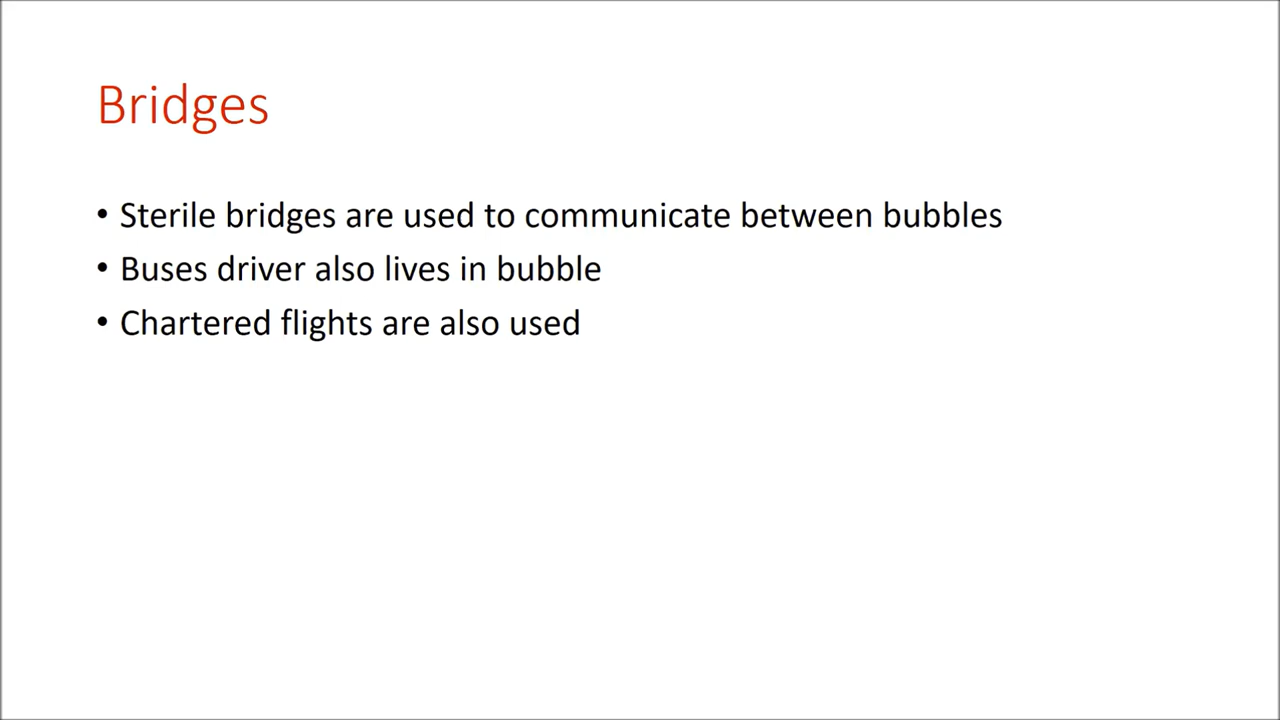 Bridges
• Sterile bridges are used to communicate between bubbles
• Buses driver also lives in bubble
• Chartered flights are also used